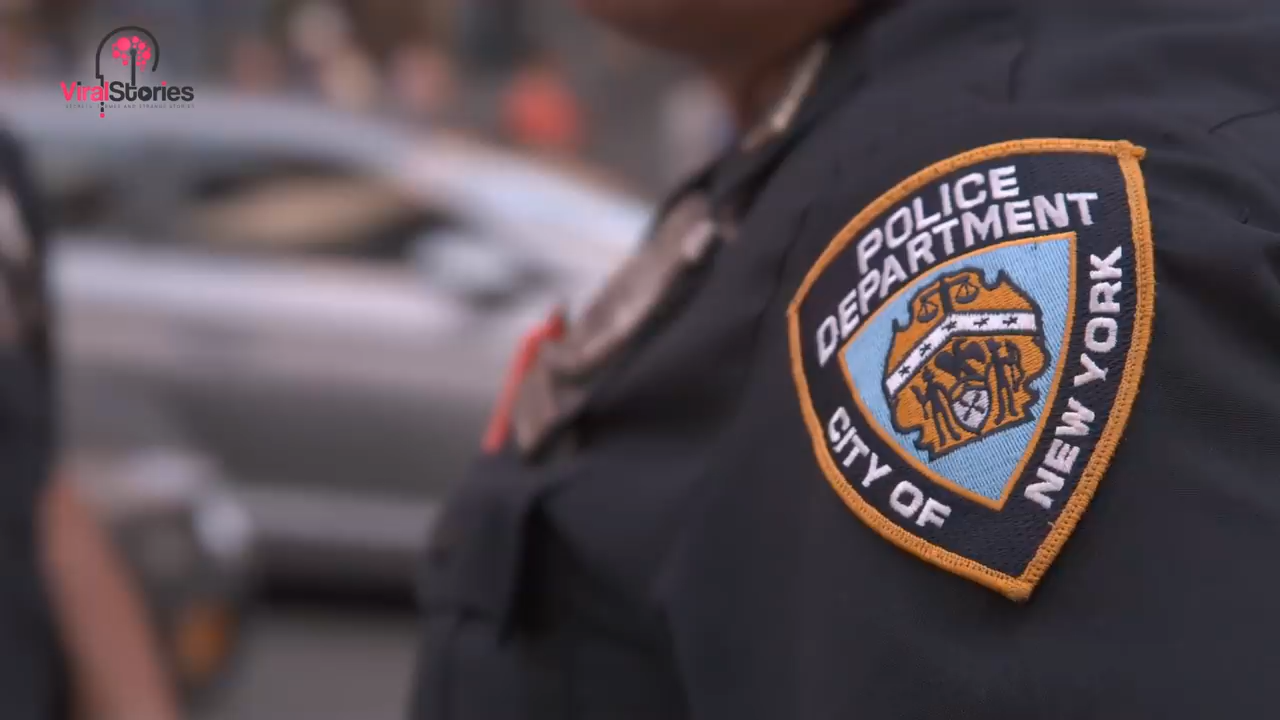 ViralStories
POLICE
DEPARTMENT
CITY OF
NEW YORK